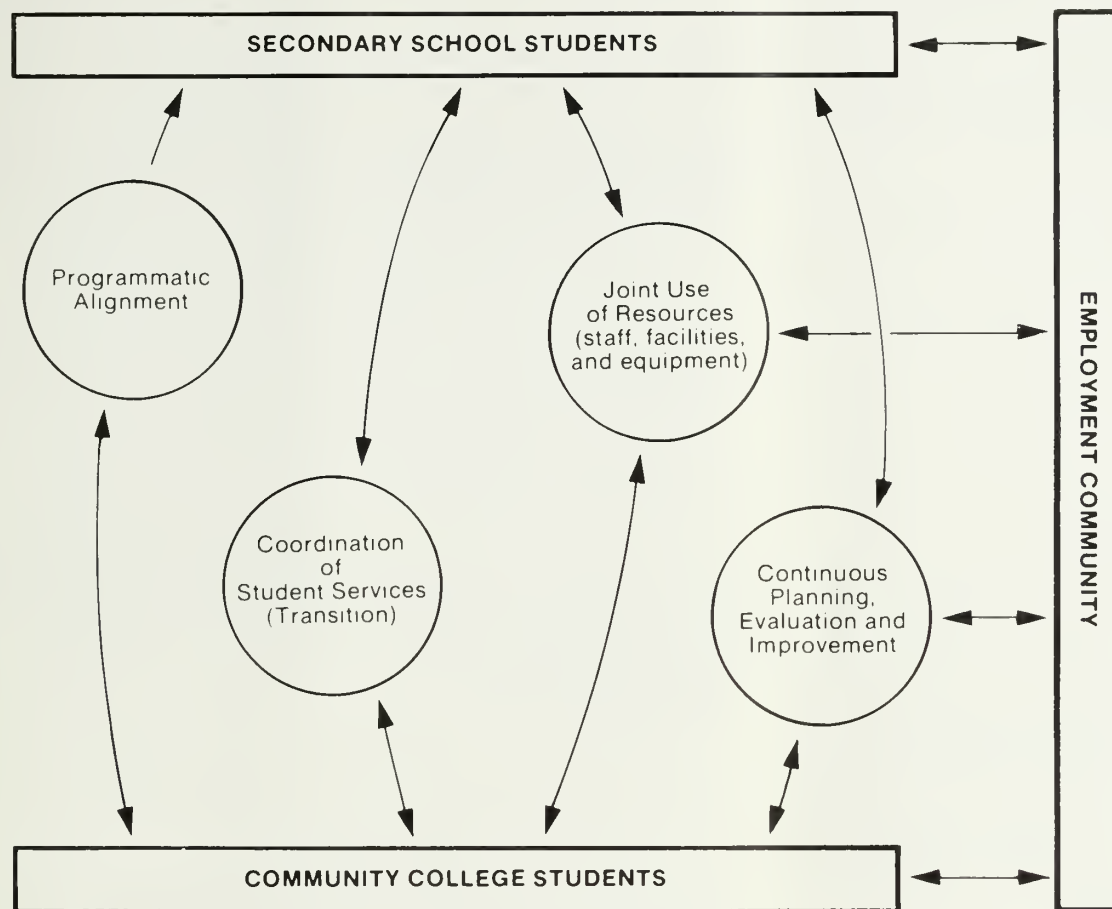 SECONDARY SCHOOL STUDENTS
Programmatic
Alignment
Joint Use
of Resources
(staff, facilities,
and equipment)
EMPLOYMENT COMMUNITY
Coordination
of
Student Services
(Transition)
Continuous
Planning,
Evaluation and
Improvement
COMMUNITY COLLEGE STUDENTS